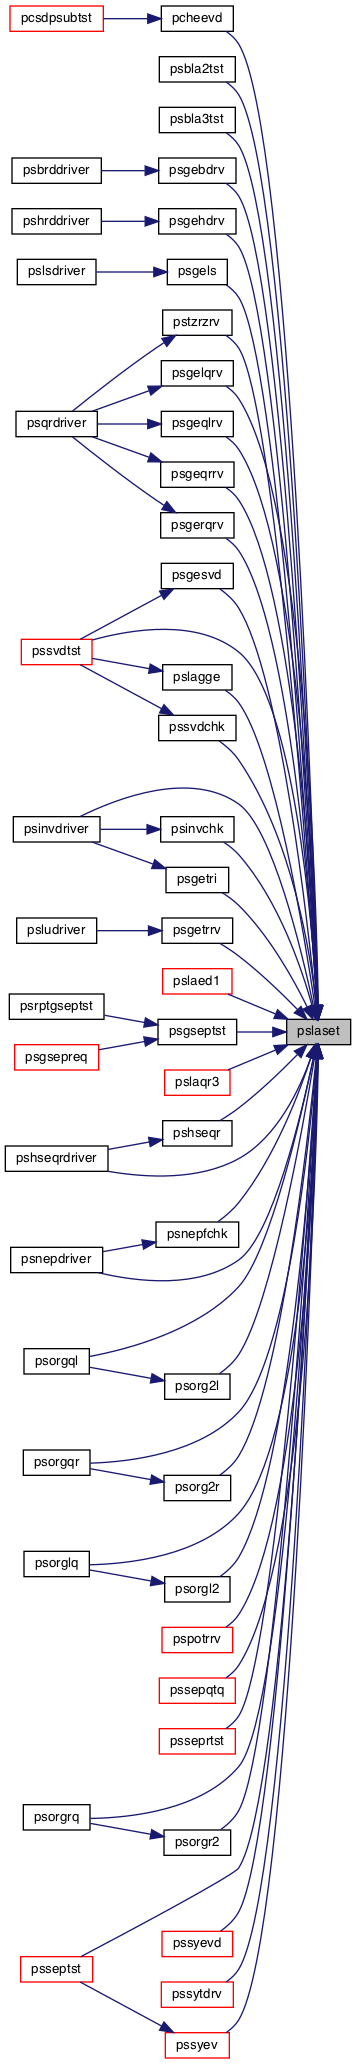 pcsdpsubtst
pcheevd
psbla2tst
psbla3tst
psbrddriver
psgebdrv
pshrddriver
psgehdrv
pslsdriver
psgels
pstzrzrv
psgelqrv
psqrdriver
psgeqlrv
psgeqrrv
psgerqrv
psgesvd
pssvdtst
pslagge
pssvdchk
psinvdriver
psinvchk
psgetri
psludriver
psgetrrv
pslaed1
psrptgseptst
psgseptst
pslaset
psgsepreq
pslaqr3
pshseqr
pshseqrdriver
psnepfchk
psnepdriver
psorgql
psorg2l
psorgqr
psorg2r
psorglq
psorgl2
pspotrrv
pssepqtq
psseprtst
psorgrq
psorgr2
pssyevd
psseptst
pssytdrv
pssyev